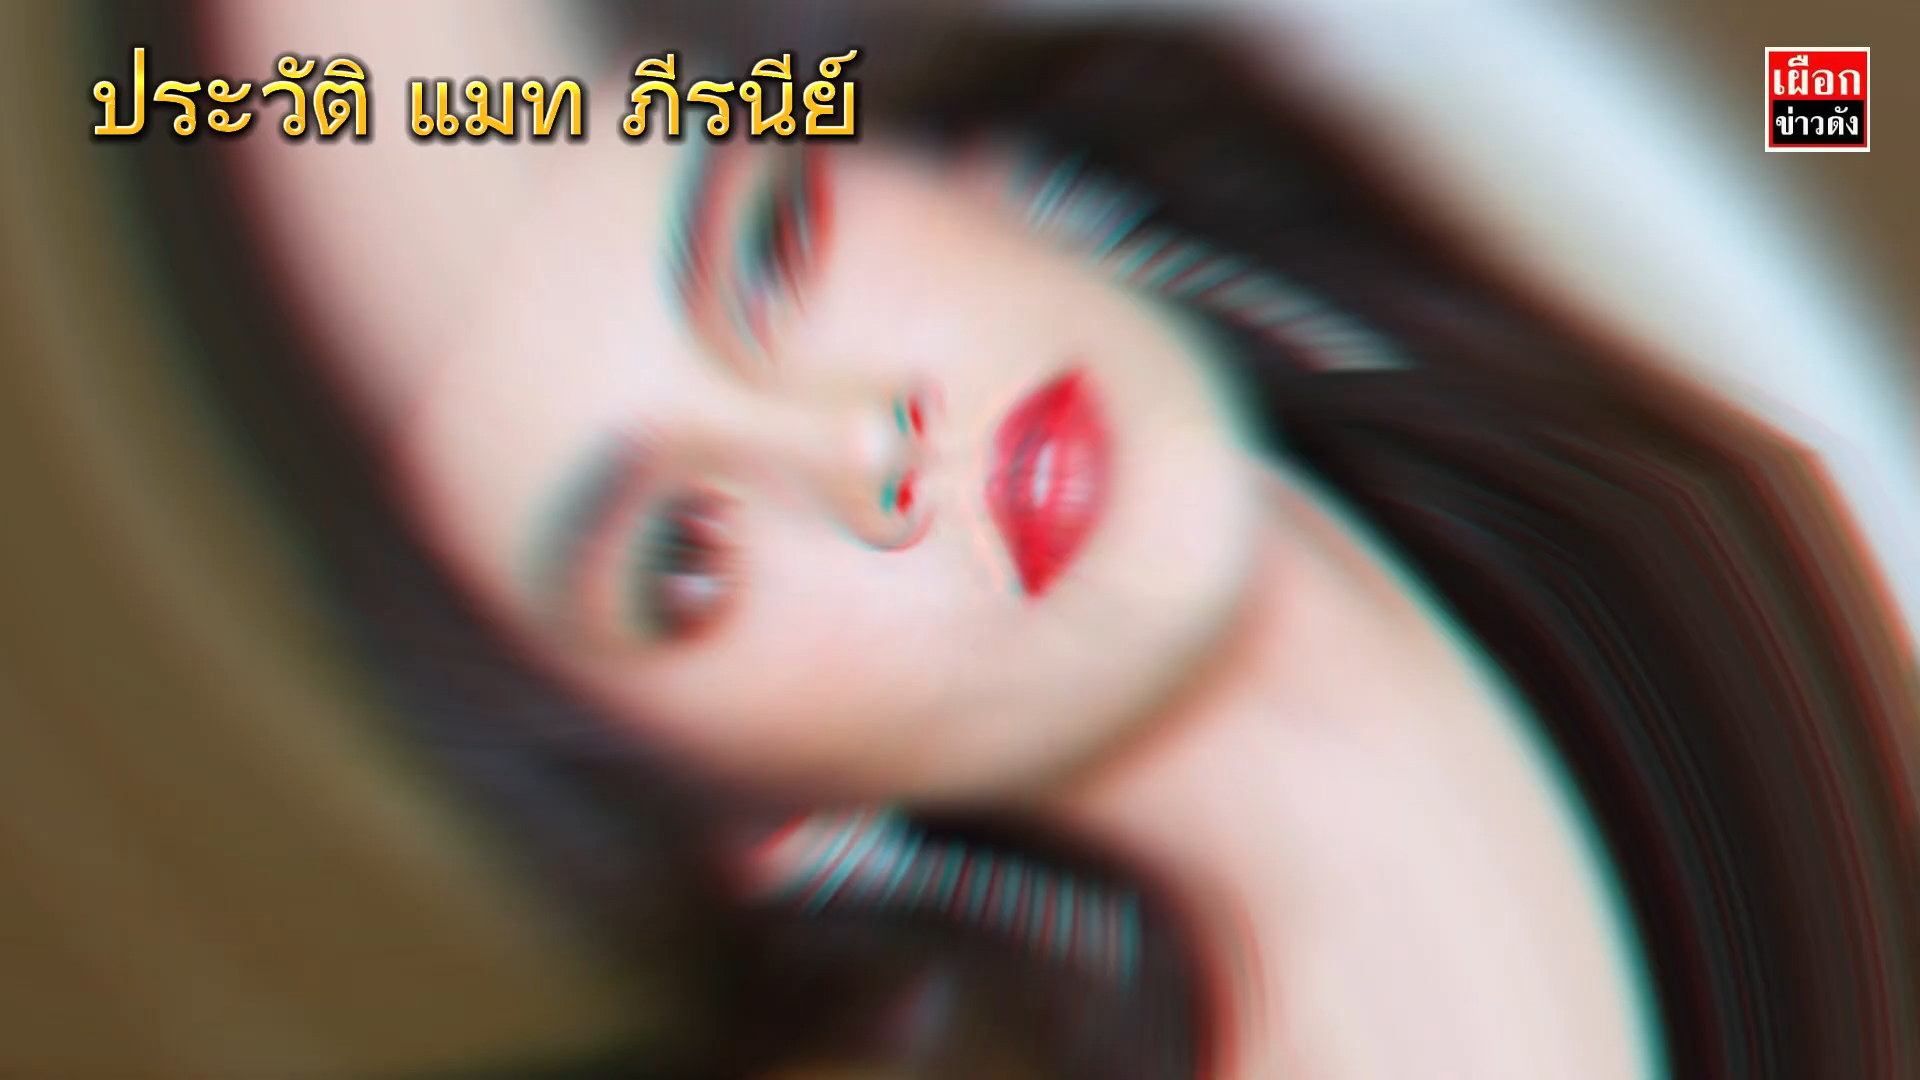 ประวัติ แมท ภีรนีย์
เผือก
ข่าวดัง